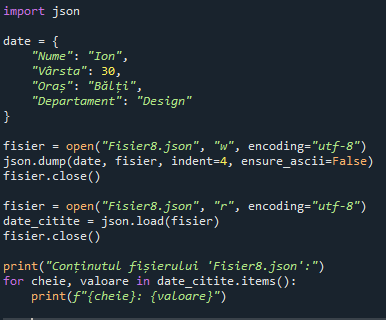 import json
date = {
    "Nume": "Ion",
    "Vârsta": 30,
    "Oraș": "Bălți",
    "Departament": "Design"
}
fisier = open("Fisier8.json", "w", encoding="utf-8")
json.dump(date, fisier, indent=4, ensure_ascii=False)
fisier.close()
fisier = open("Fisier8.json", "r", encoding="utf-8")
date_citite = json.load(fisier)
fisier.close()
print("Conținutul fișierului 'Fisier8.json':")
for cheie, valoare in date_citite.items():
    print(f"{cheie}: {valoare}")